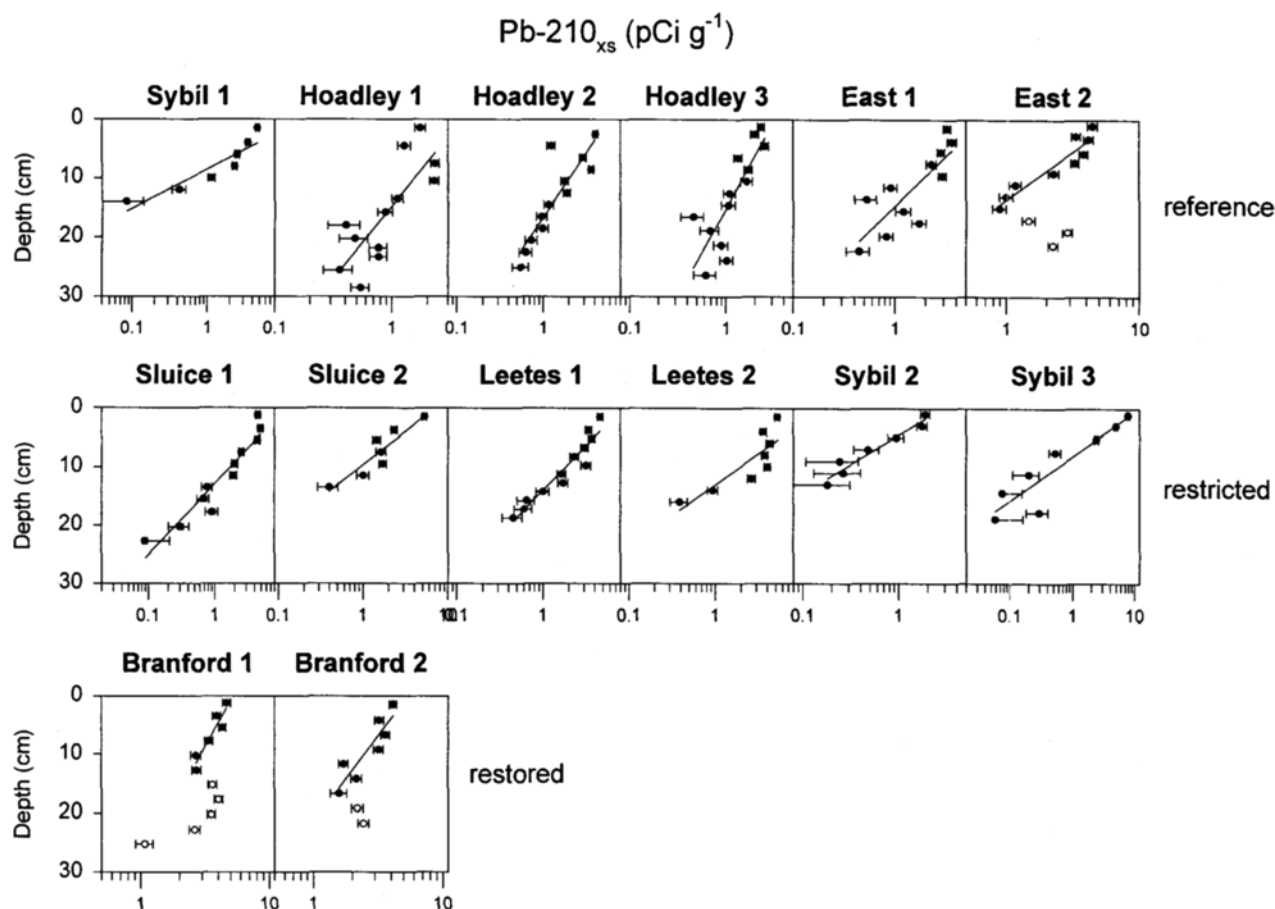 Pb-210xs (pCi g-1)
Sybil 1 Hoadley 1 Hoadley 2 Hoadley 3 East 1 East 2
0
10
20
30
Depth (cm)
reference
0.1 1 0.1 1 0.1 1 0.1 1 0.1 1 1 10
Sluice 1 Sluice 2 Leetes 1 Leetes 2 Sybil 2 Sybil 3
0
10
20
30
Depth (cm)
restricted
0.1 1 0.1 1 10 0.1 1 0.1 1 0.1 1 0.1 1 10
Branford 1 Branford 2
0
10
20
30
Depth (cm)
restored
1 10 1 10